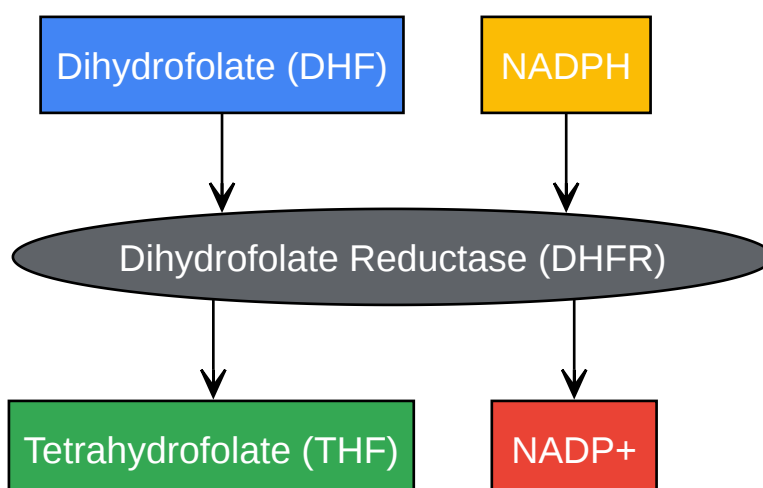 Dihydrofolate (DHF)
NADPH
Dihydrofolate Reductase (DHFR)
Tetrahydrofolate (THF)
NADP+